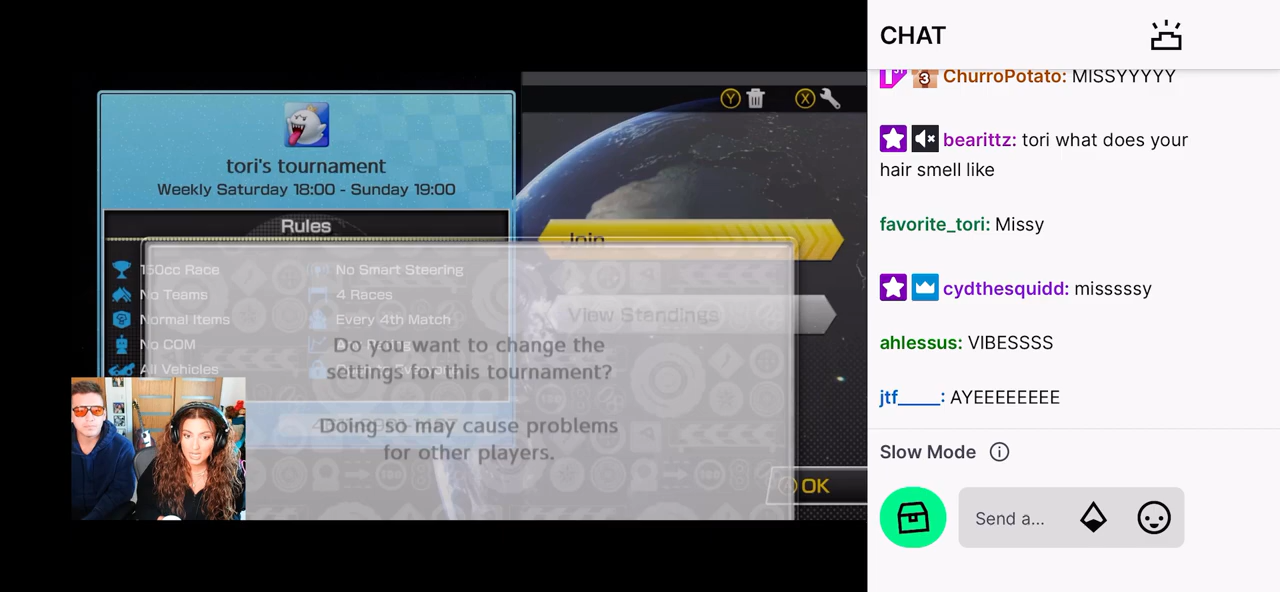 tori's tournament
Weekly Saturday 18:00 - Sunday 19:00
Rules
150cc Race
No Smart Steering
No Teams
4 Races
Normal Items
Every 4th Match
No COM
All Vehicles
Y
X
Join
View Standings
Do you want to change the
settings for this tournament?
Doing so may cause problems
for other players.
OK
CHAT
3 ChurroPotato: MISSYYYYY
bearittz: tori what does your
hair smell like
favorite_tori: Missy
cydthesquidd: misssssy
ahlessus: VIBESSSS
jtf_____: AYEEEEEEEE
Slow Mode
Send a...